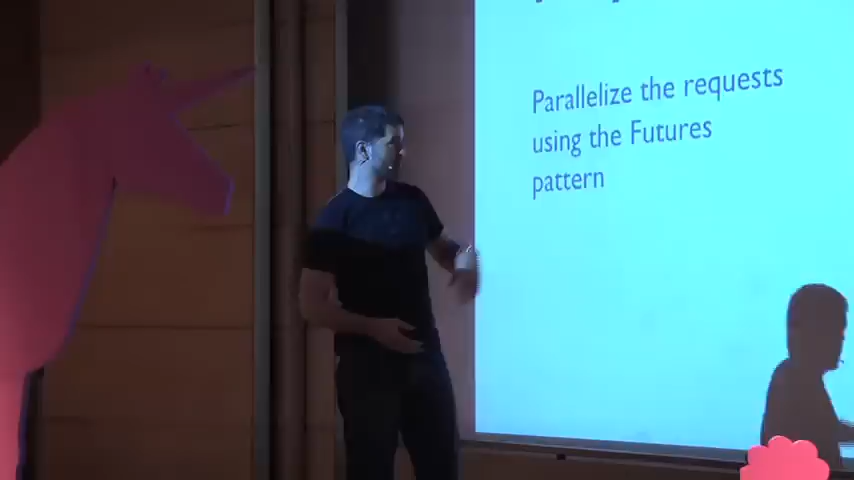 Parallelize the requests
using the Futures
pattern